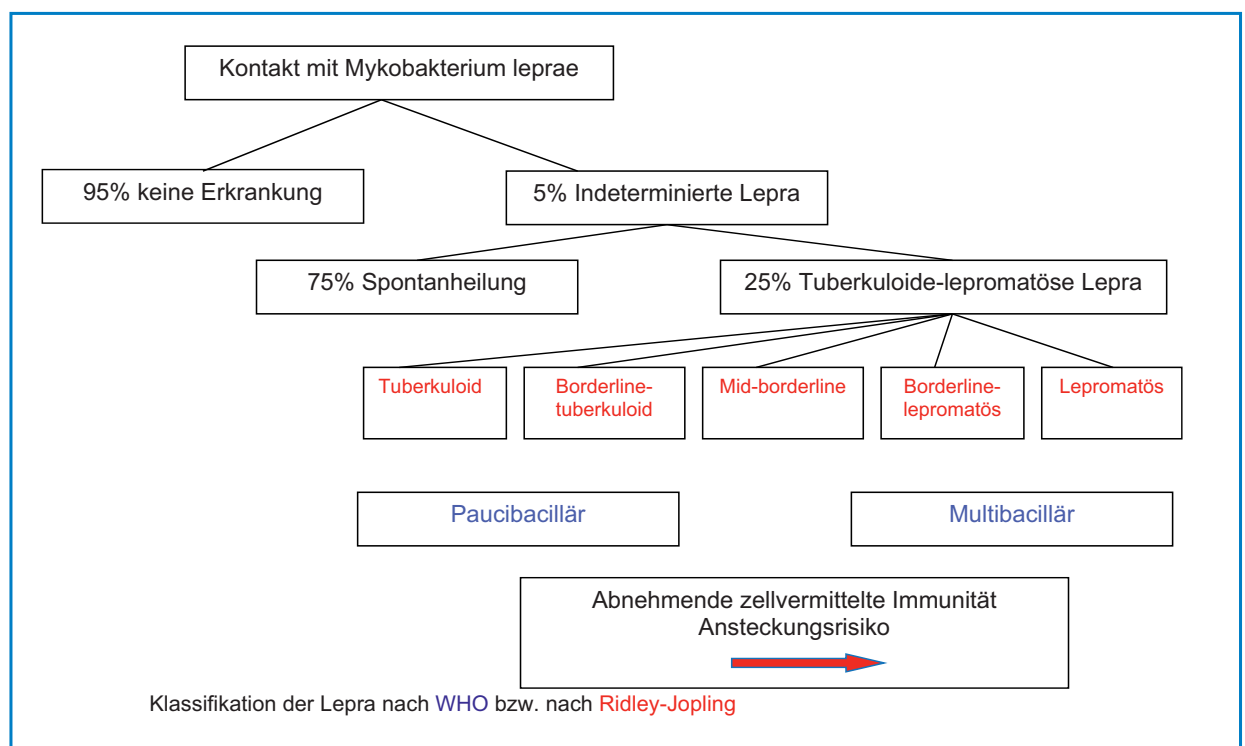 Kontakt mit Mykobakterium leprae
95% keine Erkrankung
5% Indeterminierte Lepra
75% Spontanheilung
25% Tuberkuloide-lepromatöse Lepra
Tuberkuloid
Borderline-
tuberkuloid
Mid-borderline
Borderline-
lepromatös
Lepromatös
Paucibacillär
Multibacillär
Abnehmende zellvermittelte Immunität
Ansteckungsrisiko
Klassifikation der Lepra nach WHO bzw. nach Ridley-Jopling